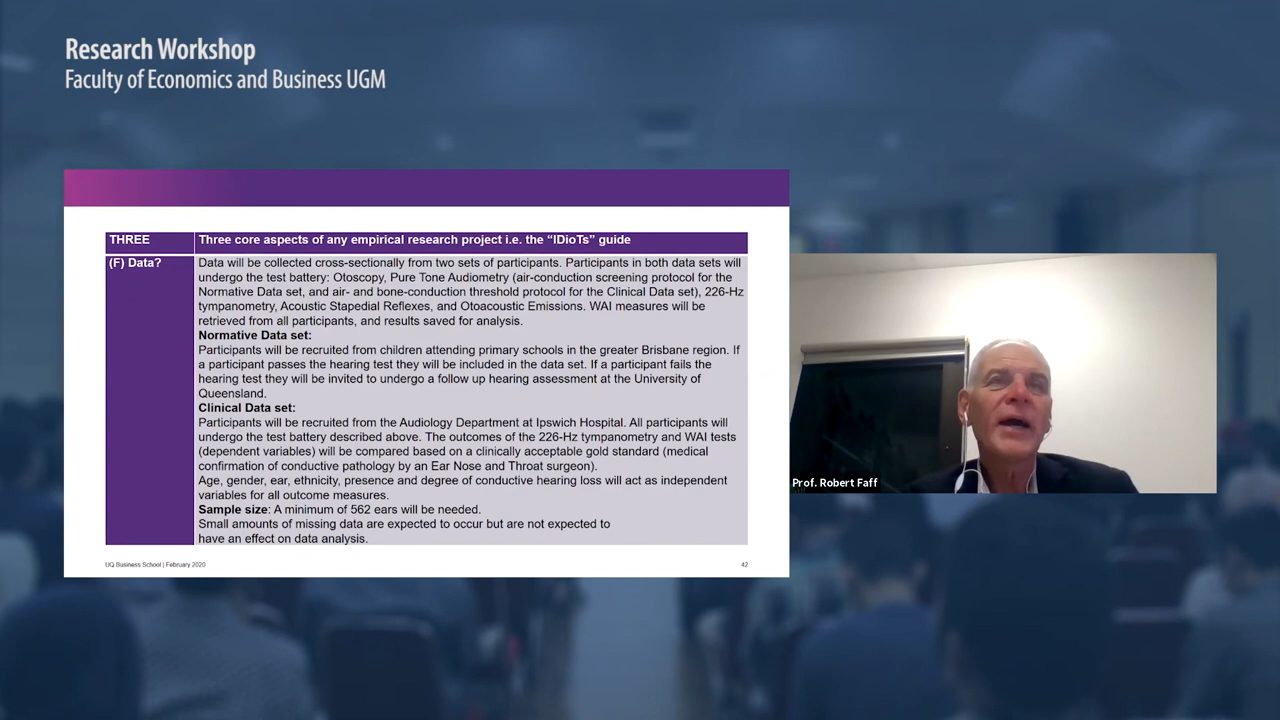 Research Workshop
Faculty of Economics and Business UGM
THREE
Three core aspects of any empirical research project i.e. the “IDioTs” guide
(F) Data?
Data will be collected cross-sectionally from two sets of participants. Participants in both data sets will
undergo the test battery: Otoscopy, Pure Tone Audiometry (air-conduction screening protocol for the
Normative Data set, and air- and bone-conduction threshold protocol for the Clinical Data set), 226-Hz
tympanometry, Acoustic Stapedial Reflexes, and Otoacoustic Emissions. WAI measures will be
retrieved from all participants, and results saved for analysis.
Normative Data set:
Participants will be recruited from children attending primary schools in the greater Brisbane region. If
a participant passes the hearing test they will be included in the data set. If a participant fails the
hearing test they will be invited to undergo a follow up hearing assessment at the University of
Queensland.
Clinical Data set:
Participants will be recruited from the Audiology Department at Ipswich Hospital. All participants will
undergo the test battery described above. The outcomes of the 226-Hz tympanometry and WAI tests
(dependent variables) will be compared based on a clinically acceptable gold standard (medical
confirmation of conductive pathology by an Ear Nose and Throat surgeon).
Age, gender, ear, ethnicity, presence and degree of conductive hearing loss will act as independent
variables for all outcome measures.
Sample size: A minimum of 562 ears will be needed.
Small amounts of missing data are expected to occur but are not expected to
have an effect on data analysis.
UQ Business School | February 2020
42
Prof. Robert Faff